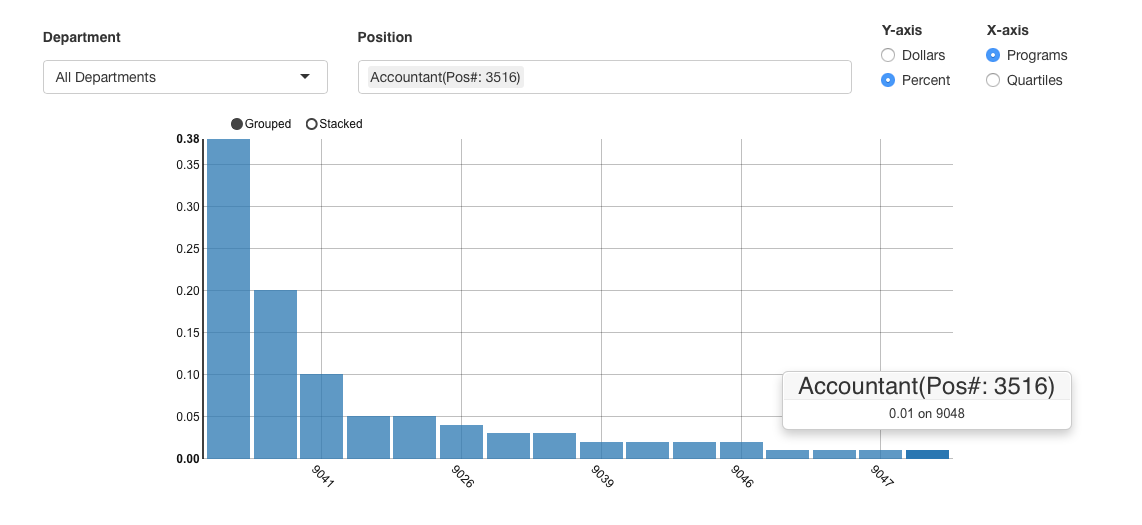 Department
Position
Y-axis
X-axis
All Departments
Accountant(Pos#: 3516)
Dollars
Percent
Programs
Quartiles
Grouped
Stacked
0.38
0.35
0.30
0.25
0.20
0.15
0.10
0.05
0.00
Accountant(Pos#: 3516)
0.01 on 9048
9041
9026
9039
9046
9047